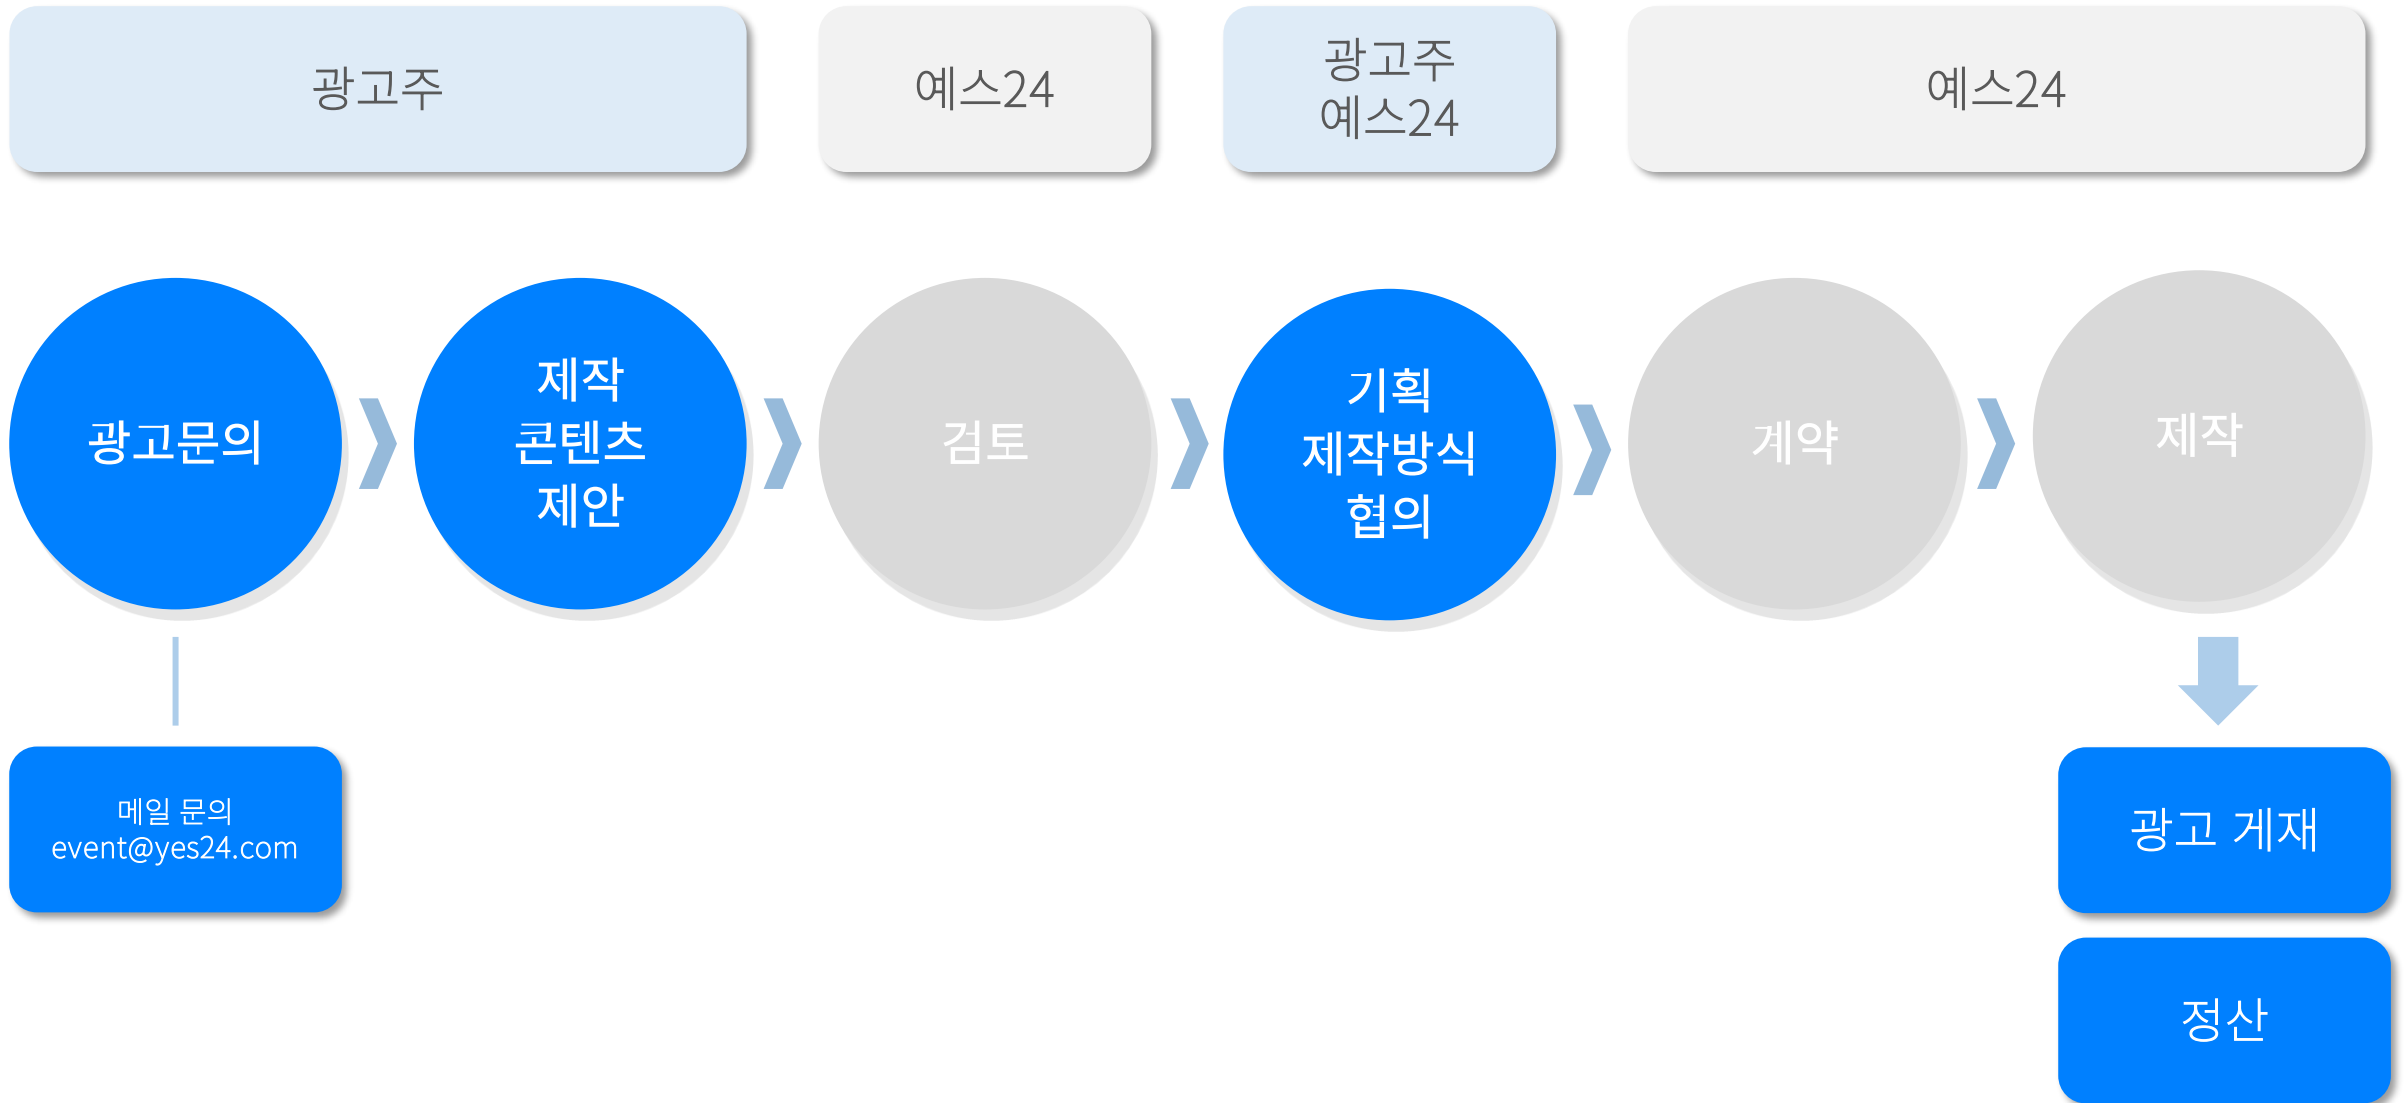 광고주
예스24
광고주
예스24
예스24
광고문의
제작
콘텐츠
제안
검토
기획
제작방식
협의
계약
제작
메일 문의
event@yes24.com
광고 게재
정산